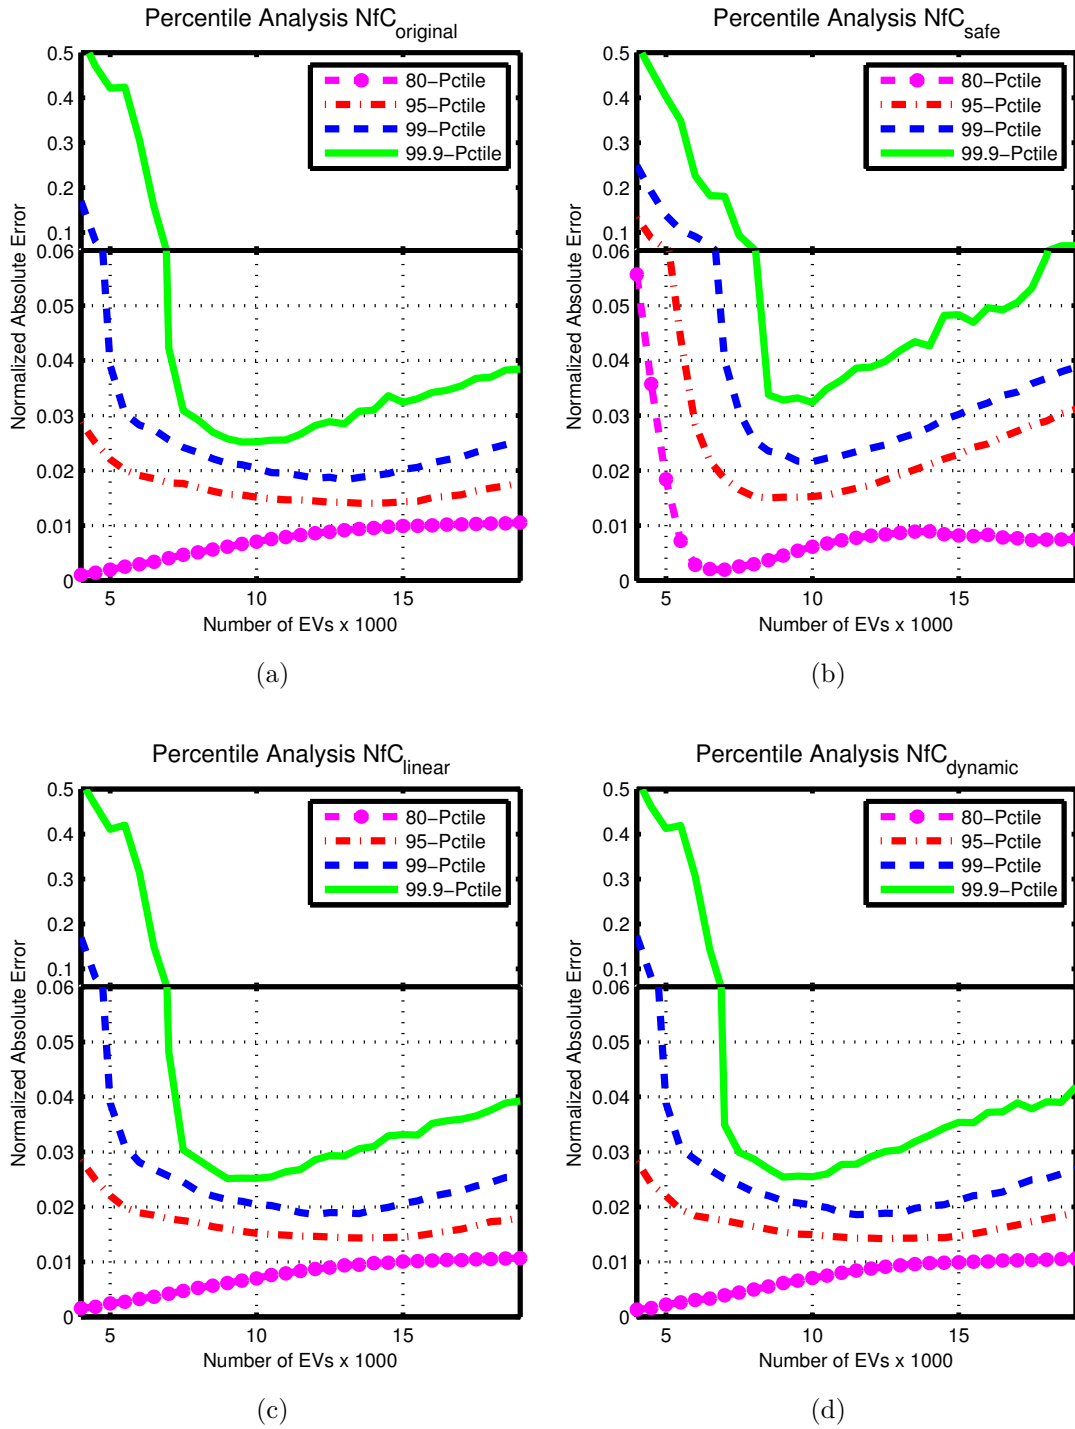 Percentile Analysis NfC_original
0.5
0.4
0.3
0.2
0.1
0.06
0.05
0.04
0.03
0.02
0.01
0
Normalized Absolute Error
80−Pctile
95−Pctile
99−Pctile
99.9−Pctile
5
10
15
Number of EVs x 1000
(a)
Percentile Analysis NfC_safe
0.5
0.4
0.3
0.2
0.1
0.06
0.05
0.04
0.03
0.02
0.01
0
Normalized Absolute Error
80−Pctile
95−Pctile
99−Pctile
99.9−Pctile
5
10
15
Number of EVs x 1000
(b)
Percentile Analysis NfC_linear
0.5
0.4
0.3
0.2
0.1
0.06
0.05
0.04
0.03
0.02
0.01
0
Normalized Absolute Error
80−Pctile
95−Pctile
99−Pctile
99.9−Pctile
5
10
15
Number of EVs x 1000
(c)
Percentile Analysis NfC_dynamic
0.5
0.4
0.3
0.2
0.1
0.06
0.05
0.04
0.03
0.02
0.01
0
Normalized Absolute Error
80−Pctile
95−Pctile
99−Pctile
99.9−Pctile
5
10
15
Number of EVs x 1000
(d)